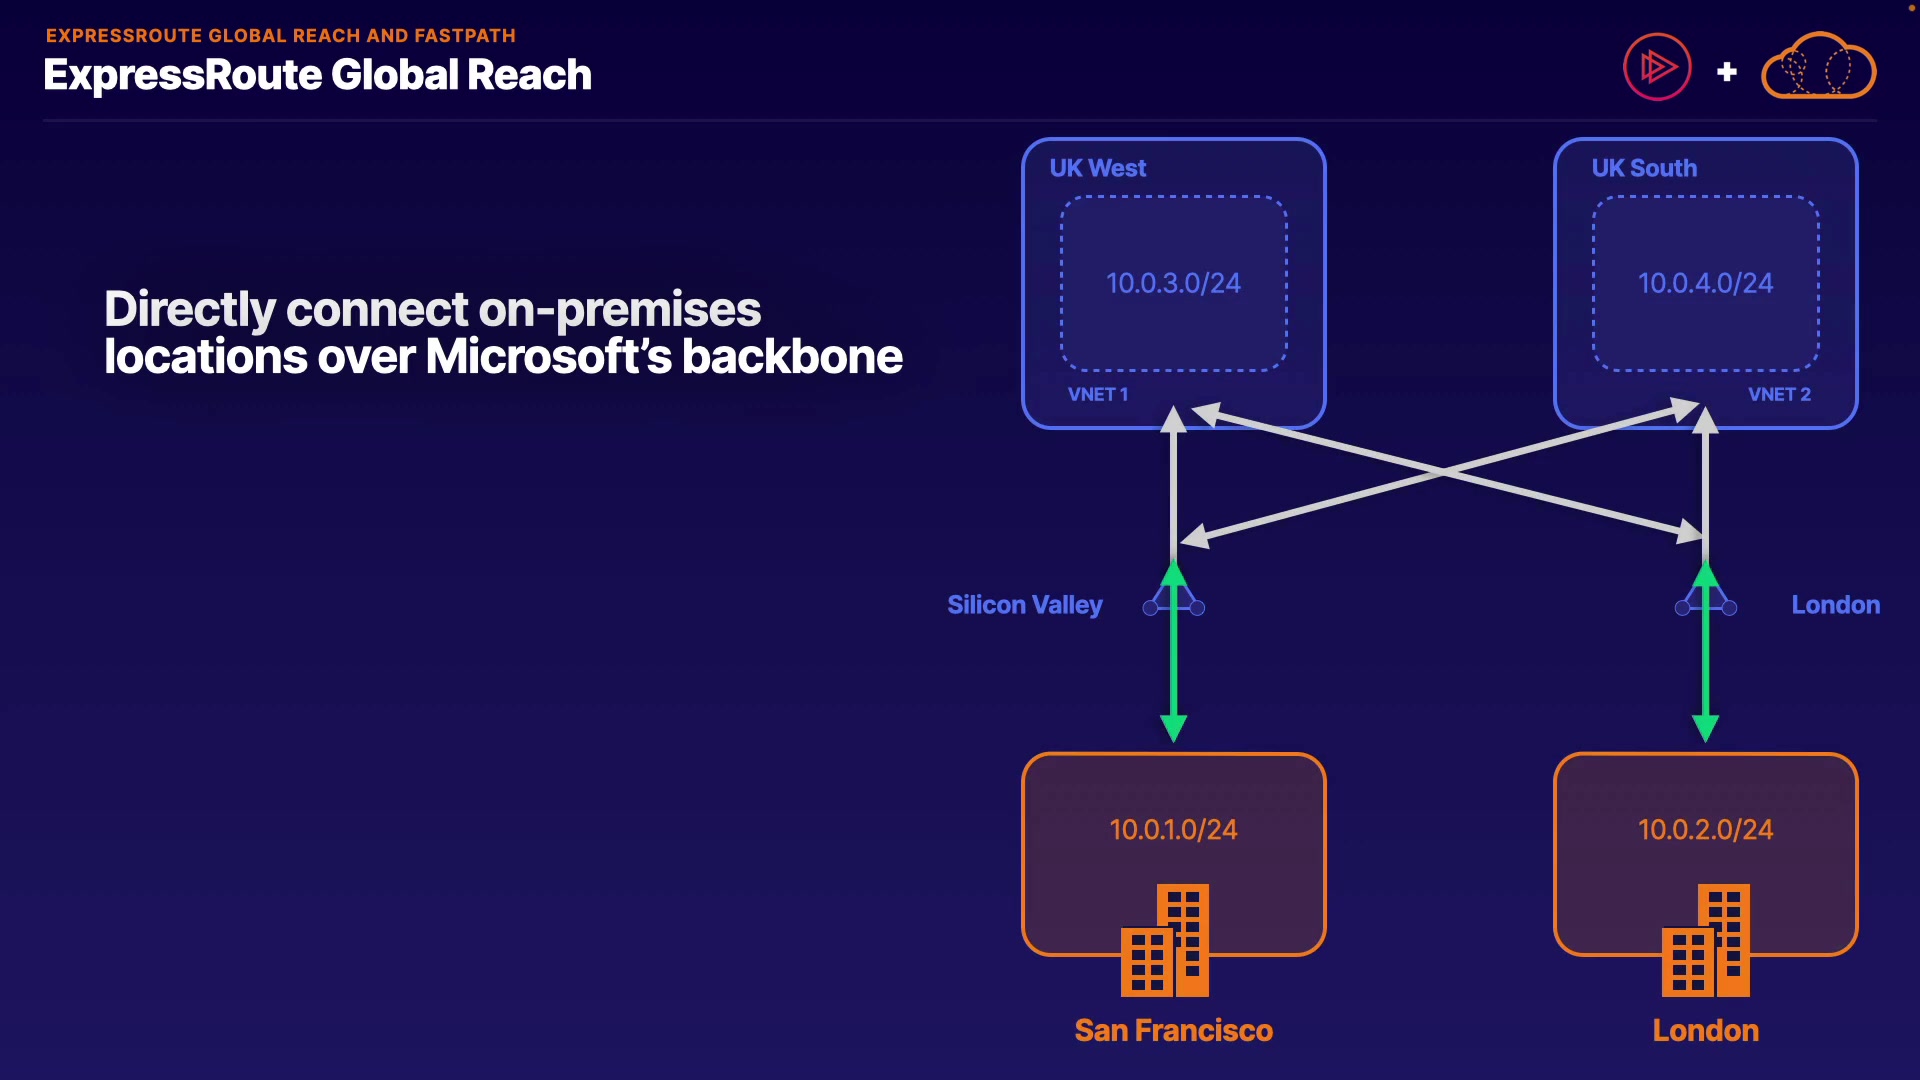 EXPRESSROUTE GLOBAL REACH AND FASTPATH
ExpressRoute Global Reach
+
Directly connect on-premises
locations over Microsoft’s backbone
UK West
10.0.3.0/24
VNET 1
UK South
10.0.4.0/24
VNET 2
Silicon Valley
London
10.0.1.0/24
San Francisco
10.0.2.0/24
London